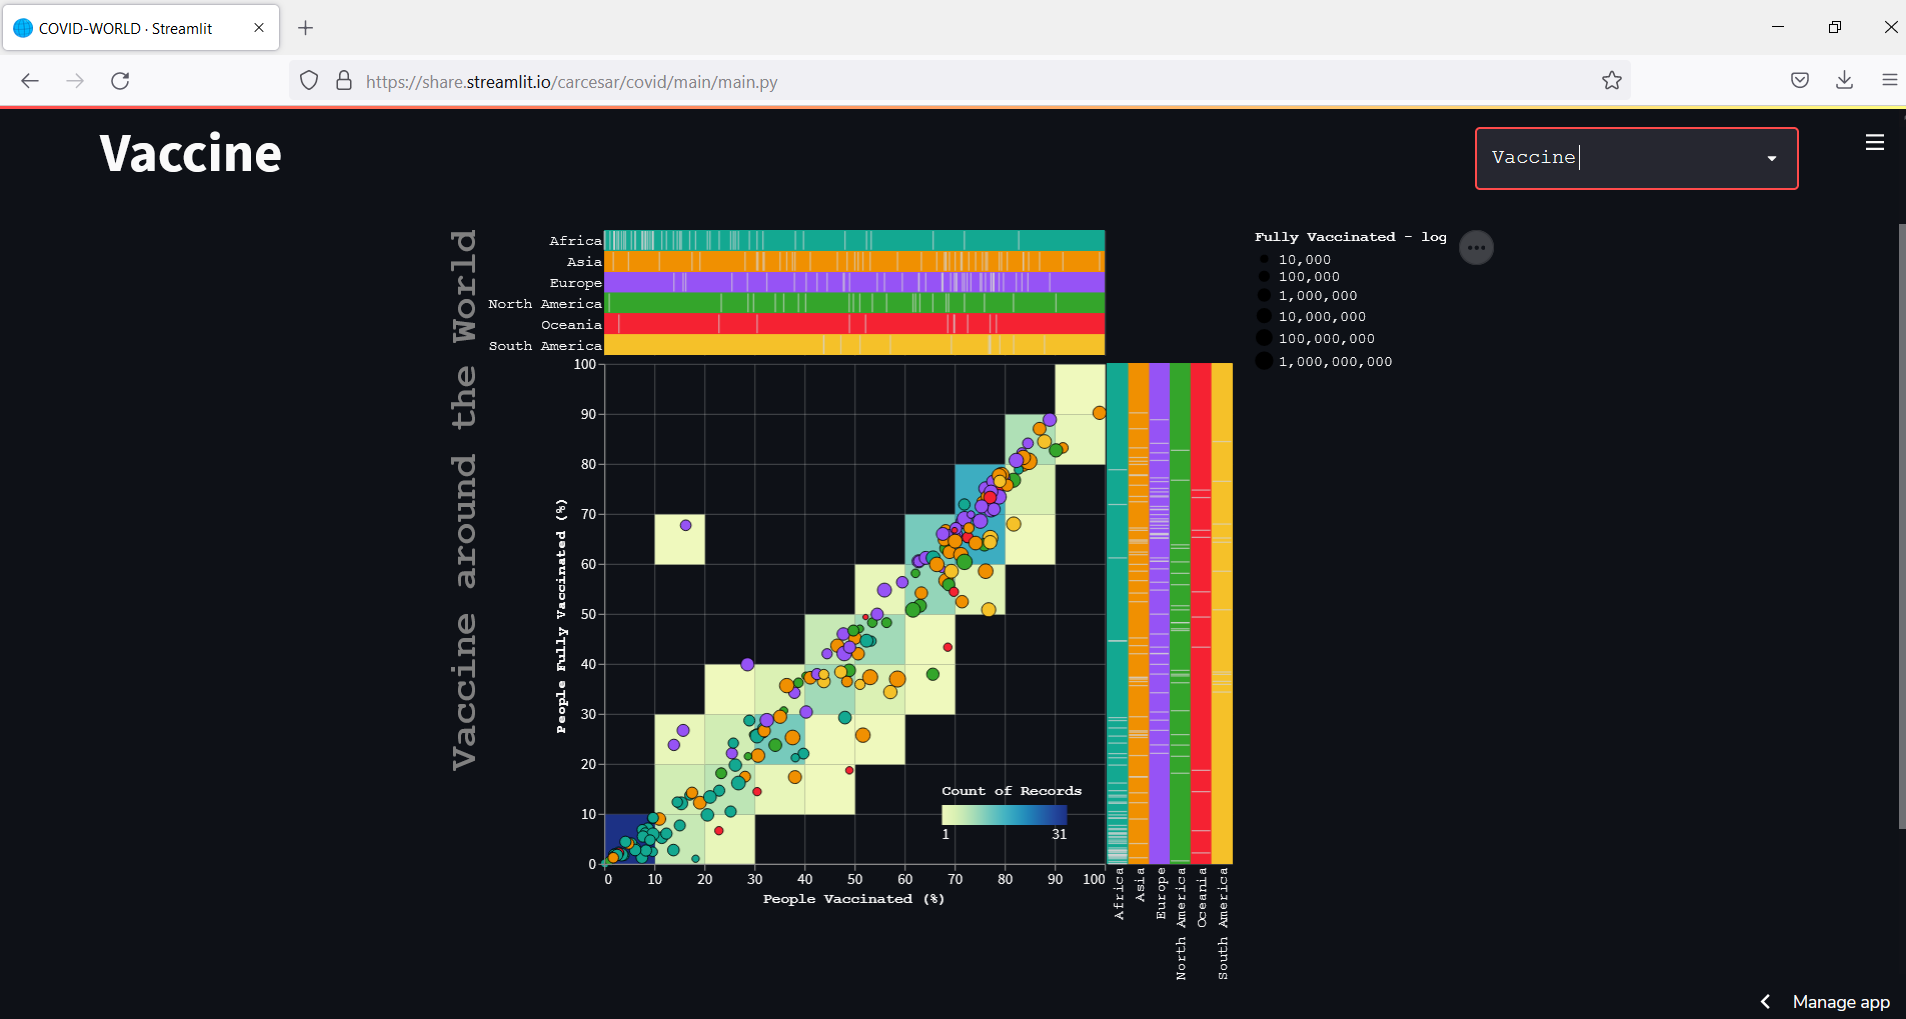 COVID-WORLD · Streamlit
https://share.streamlit.io/carcesar/covid/main/main.py
Vaccine
Vaccine
Vaccine around the World
Africa
Asia
Europe
North America
Oceania
South America
Fully Vaccinated - log
10,000
100,000
1,000,000
10,000,000
100,000,000
1,000,000,000
People Fully Vaccinated (%)
100
90
80
70
60
50
40
30
20
10
0
Count of Records
1 31
0 10 20 30 40 50 60 70 80 90 100
People Vaccinated (%)
Africa
Asia
Europe
North America
Oceania
South America
Manage app